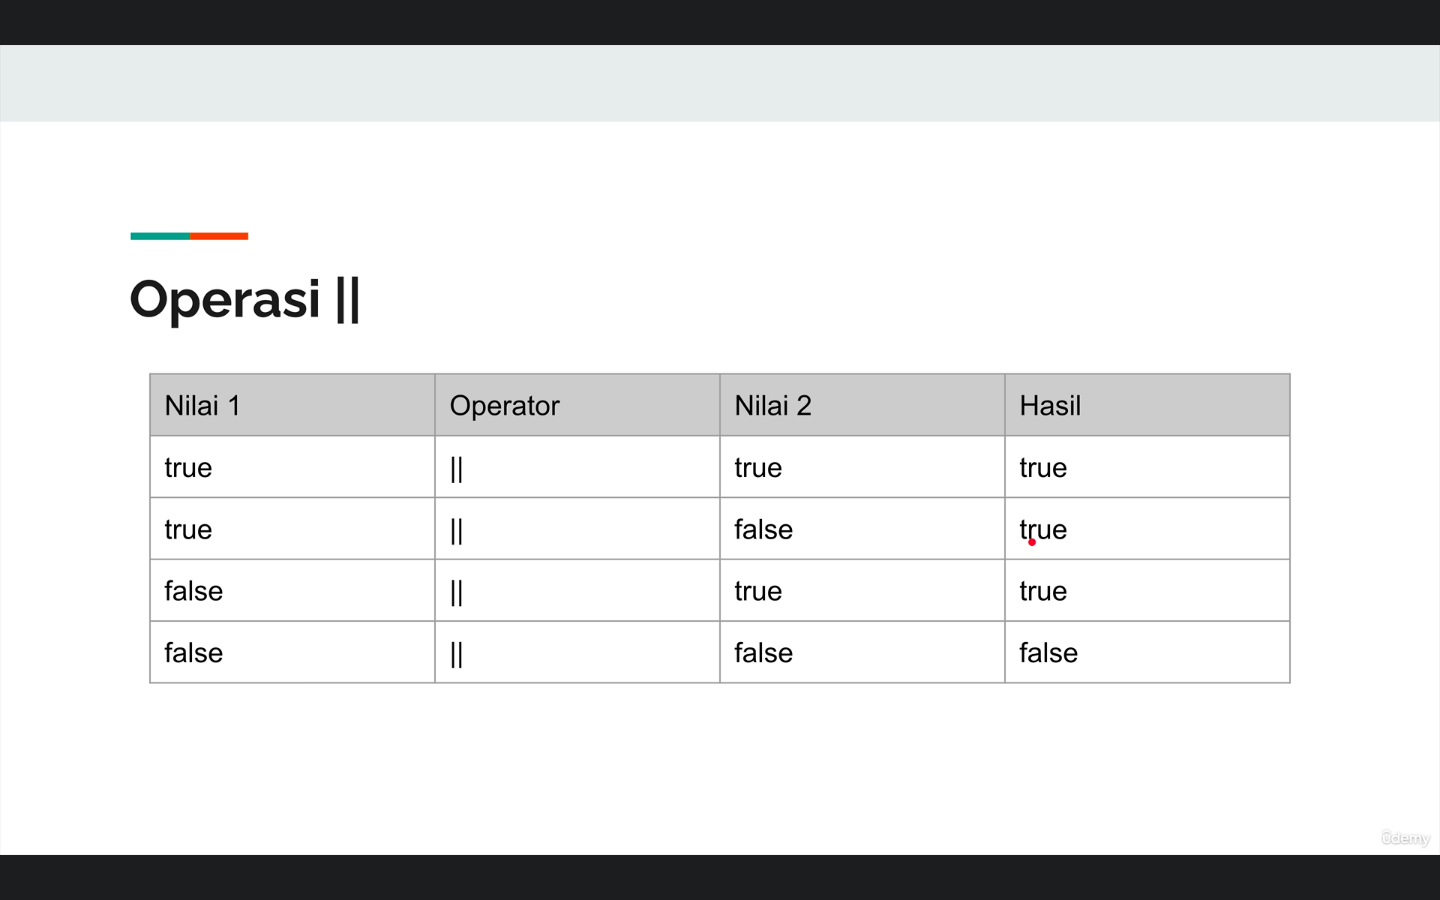 Operasi ||
Nilai 1 Operator Nilai 2 Hasil
true || true true
true || false true
false || true true
false || false false
ûdemy